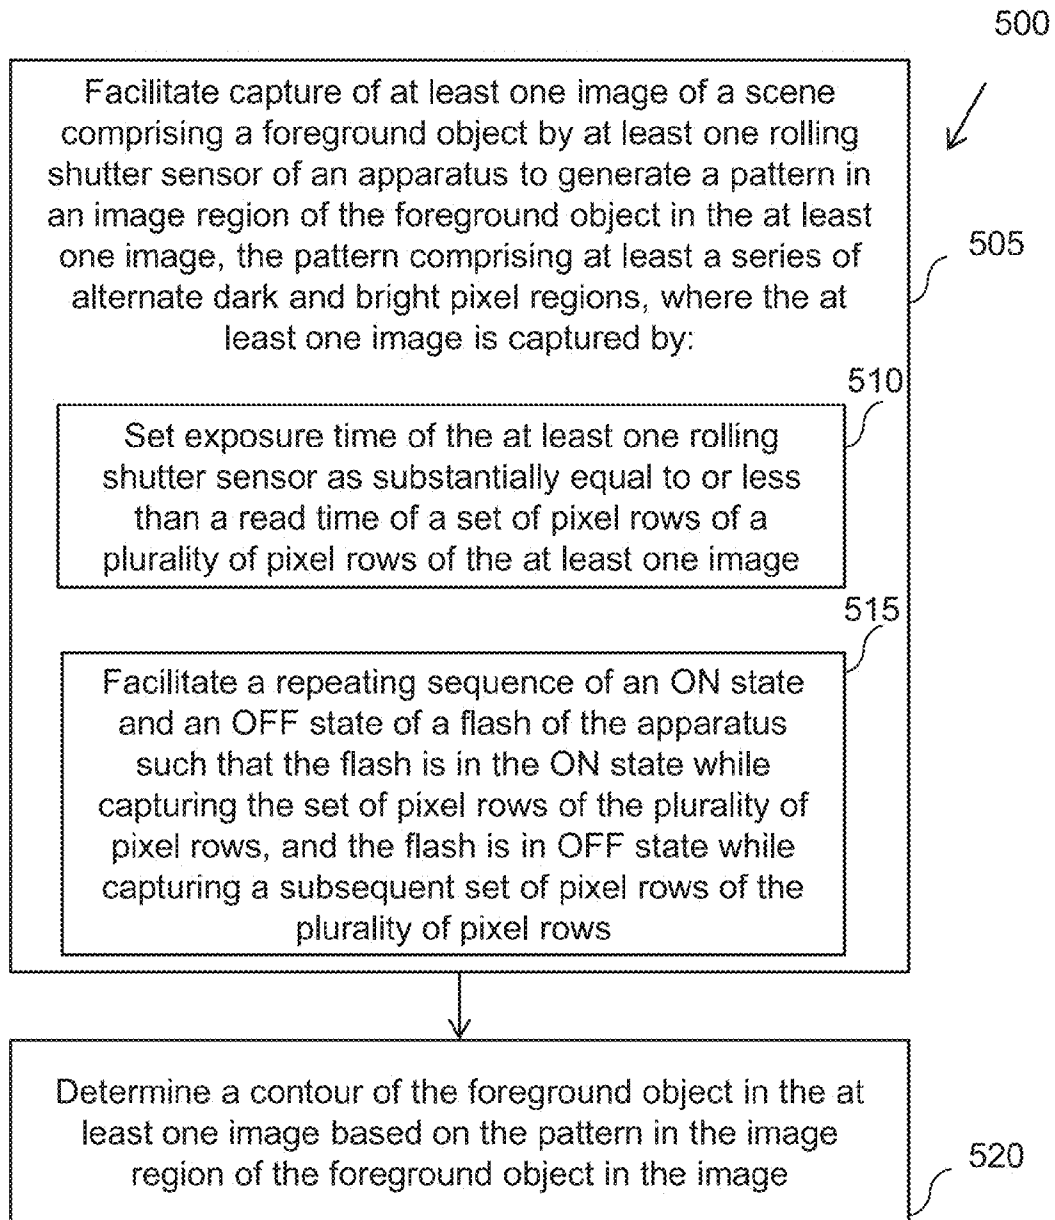 500
Facilitate capture of at least one image of a scene
comprising a foreground object by at least one rolling
shutter sensor of an apparatus to generate a pattern in
an image region of the foreground object in the at least
one image, the pattern comprising at least a series of
alternate dark and bright pixel regions, where the at
least one image is captured by:
505
510
Set exposure time of the at least one rolling
shutter sensor as substantially equal to or less
than a read time of a set of pixel rows of a
plurality of pixel rows of the at least one image
515
Facilitate a repeating sequence of an ON state
and an OFF state of a flash of the apparatus
such that the flash is in the ON state while
capturing the set of pixel rows of the plurality of
pixel rows, and the flash is in OFF state while
capturing a subsequent set of pixel rows of the
plurality of pixel rows
Determine a contour of the foreground object in the at
least one image based on the pattern in the image
region of the foreground object in the image
520